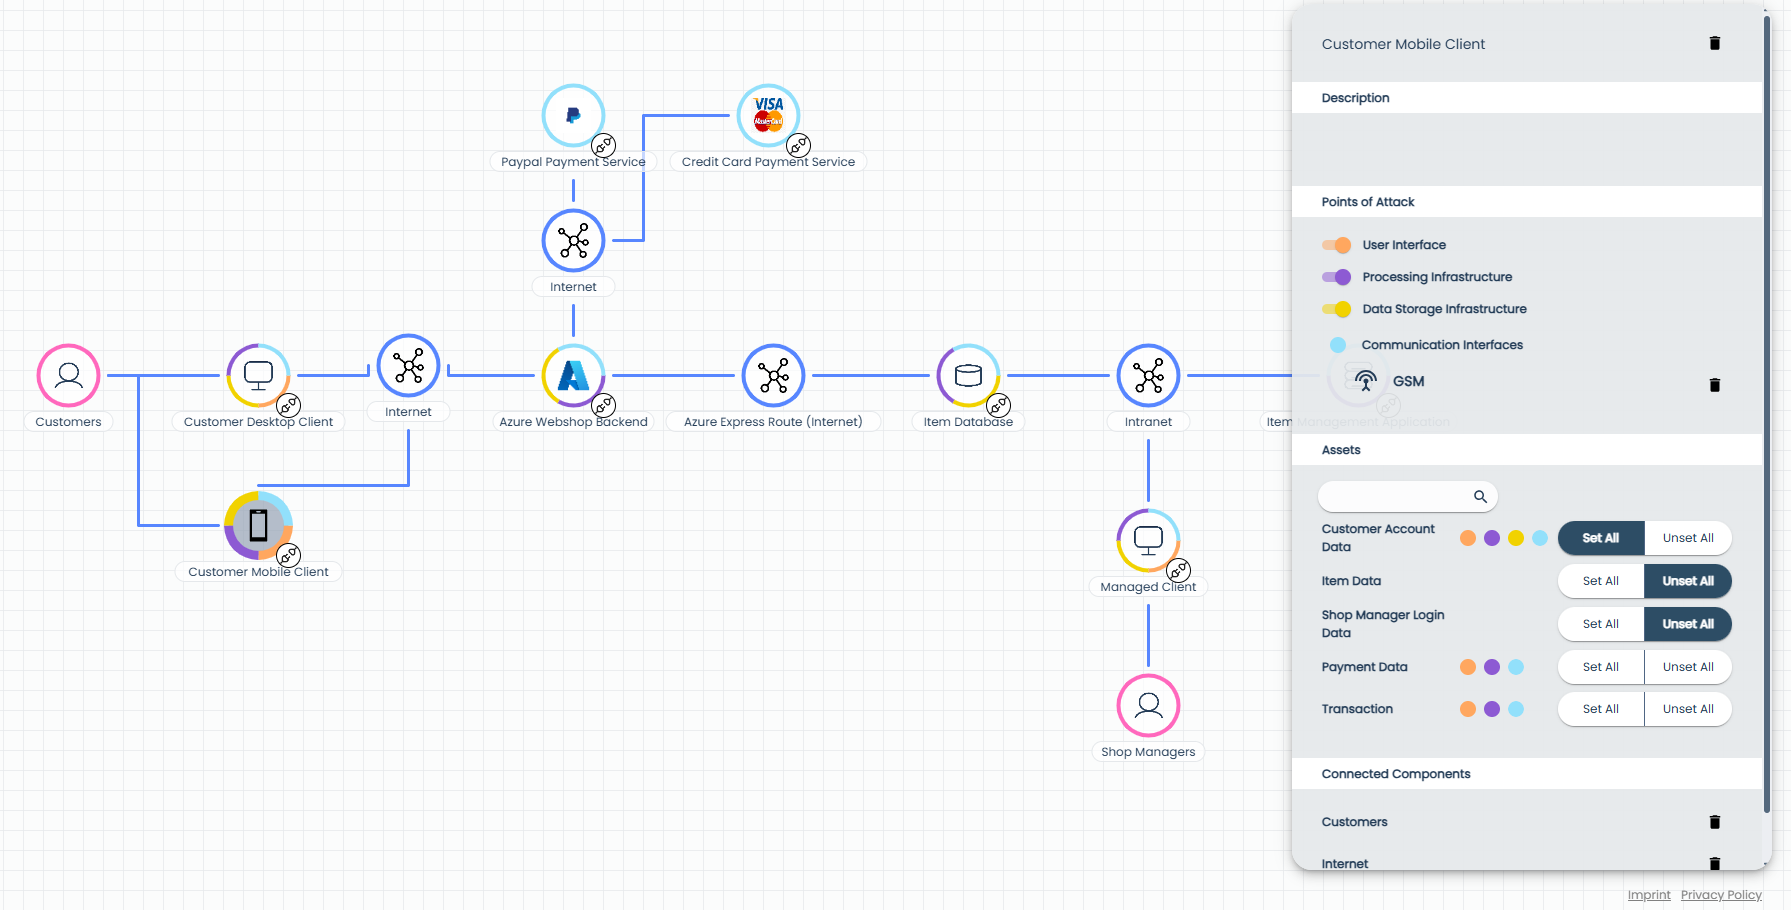 Customer Mobile Client
Description
VISA
MasterCard
Paypal Payment Service
Credit Card Payment Service
Points of Attack
User Interface
Processing Infrastructure
Internet
Data Storage Infrastructure
Communication Interfaces
GSM
Internet
Customers
Customer Desktop Client
Azure Webshop Backend
Azure Express Route (Internet)
Item Database
Intranet
Item Management Application
Assets
Customer Account
Data
Set All
Unset All
Customer Mobile Client
Managed Client
Item Data
Set All
Unset All
Shop Manager Login
Data
Set All
Unset All
Payment Data
Set All
Unset All
Transaction
Set All
Unset All
Shop Managers
Connected Components
Customers
Internet
Imprint
Privacy Policy